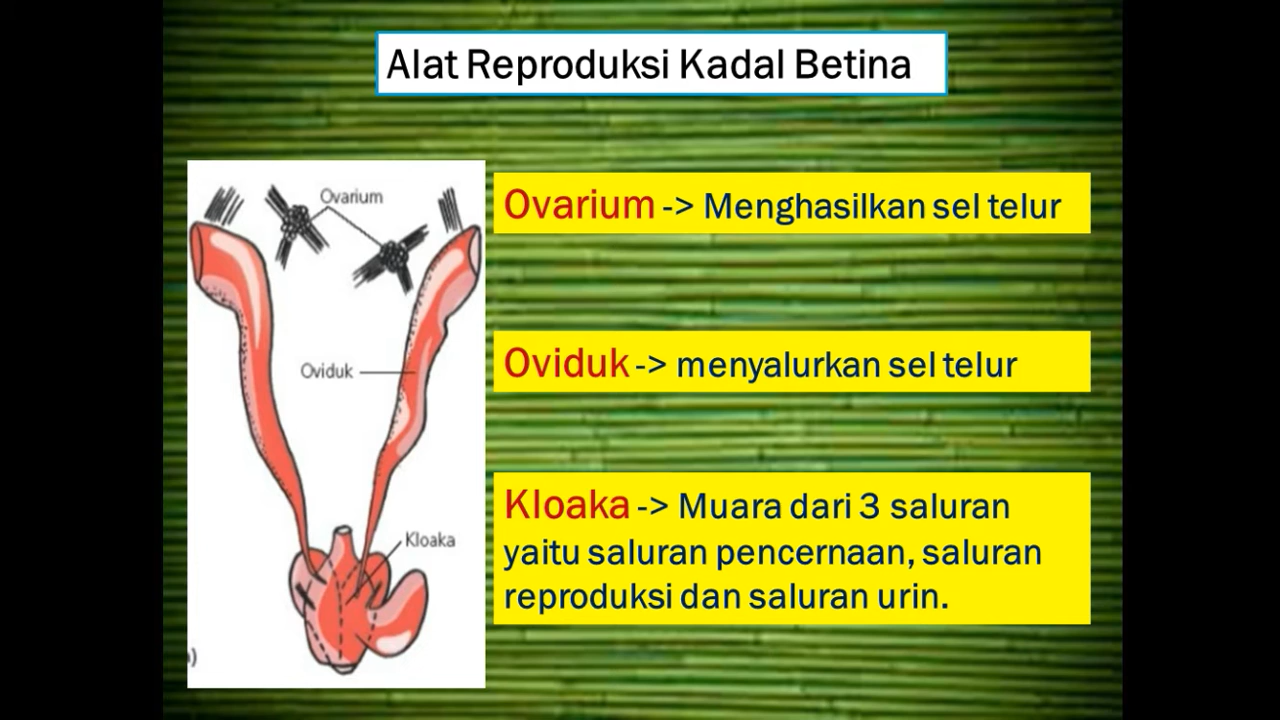 Alat Reproduksi Kadal Betina
Ovarium
Oviduk
Kloaka
)
Ovarium -> Menghasilkan sel telur
Oviduk -> menyalurkan sel telur
Kloaka -> Muara dari 3 saluran
yaitu saluran pencernaan, saluran
reproduksi dan saluran urin.